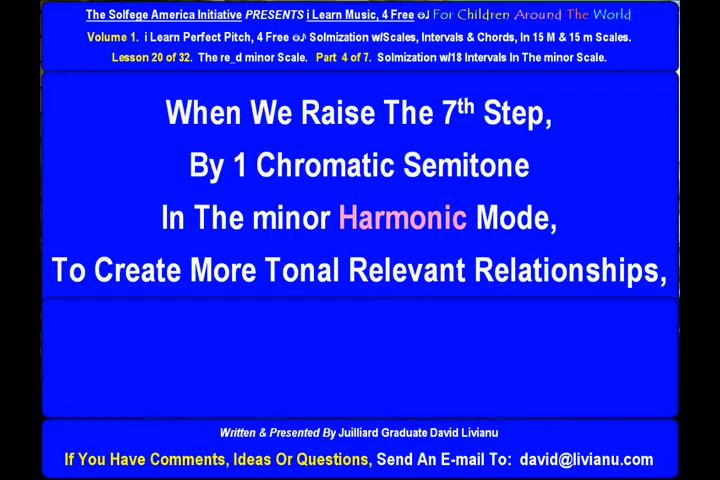 The Solfege America Initiative PRESENTS i Learn Music, 4 Free For Children Around The World
Volume 1. i Learn Perfect Pitch, 4 Free Solmization w/Scales, Intervals & Chords, In 15 M & 15 m Scales.
Lesson 20 of 32. The re_d minor Scale. Part 4 of 7. Solmization w/18 Intervals In The minor Scale.
When We Raise The 7th Step,
By 1 Chromatic Semitone
In The minor Harmonic Mode,
To Create More Tonal Relevant Relationships,
Written & Presented By Juilliard Graduate David Livianu
If You Have Comments, Ideas Or Questions, Send An E-mail To: david@livianu.com